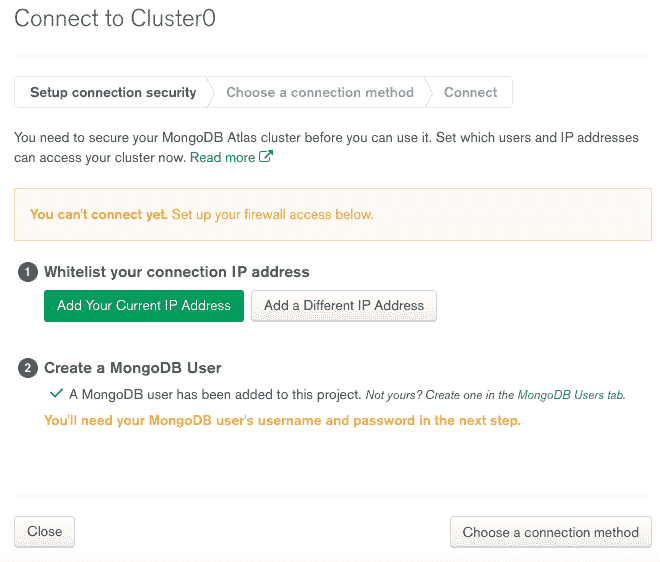 Connect to Cluster0
Setup connection security
Choose a connection method
Connect
You need to secure your MongoDB Atlas cluster before you can use it. Set which users and IP addresses
can access your cluster now. Read more
You can't connect yet. Set up your firewall access below.
1 Whitelist your connection IP address
Add Your Current IP Address
Add a Different IP Address
2 Create a MongoDB User
A MongoDB user has been added to this project. Not yours? Create one in the MongoDB Users tab.
You'll need your MongoDB user's username and password in the next step.
Close
Choose a connection method